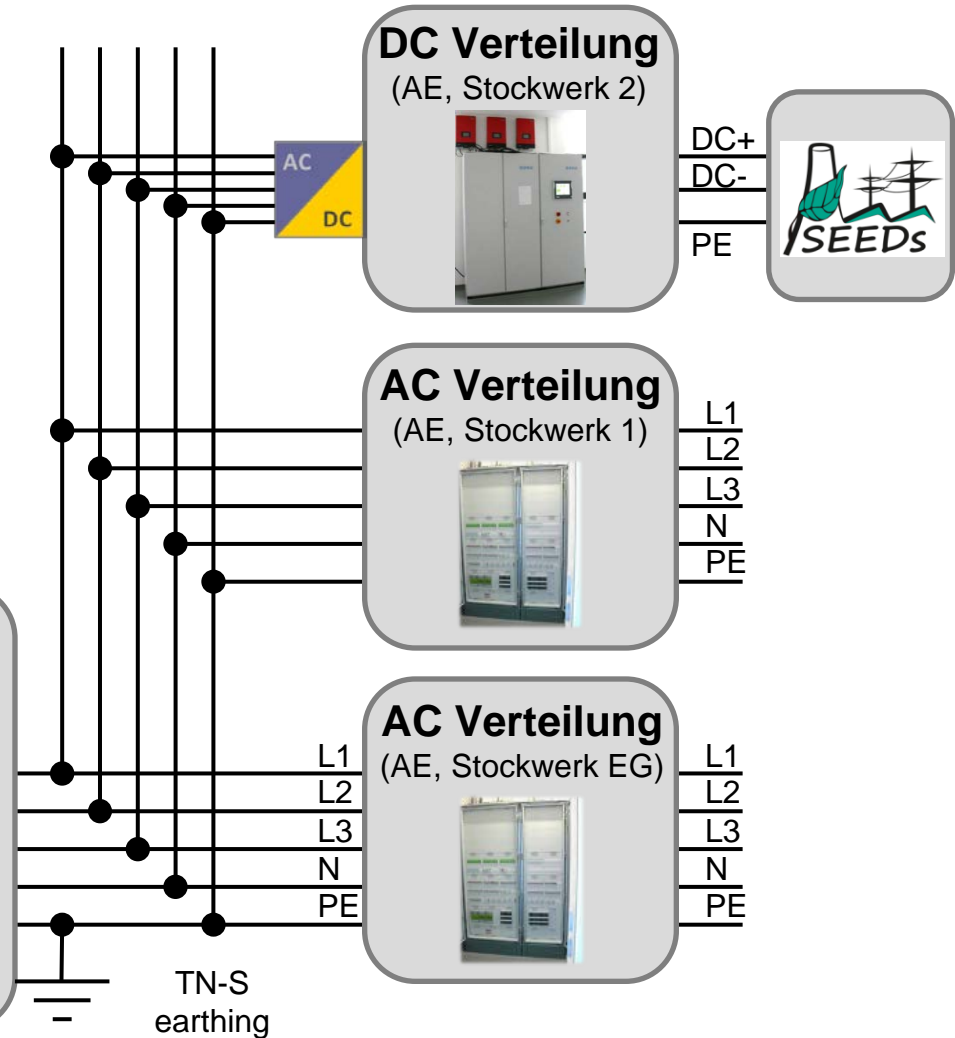 DC Verteilung
(AE, Stockwerk 2)
AC
DC
DC+
DC-
PE
SEEDs
AC Verteilung
(AE, Stockwerk 1)
L1
L2
L3
N
PE
AC Verteilung
(AE, Stockwerk EG)
L1
L2
L3
N
PE
L1
L2
L3
N
PE
TN-S
earthing